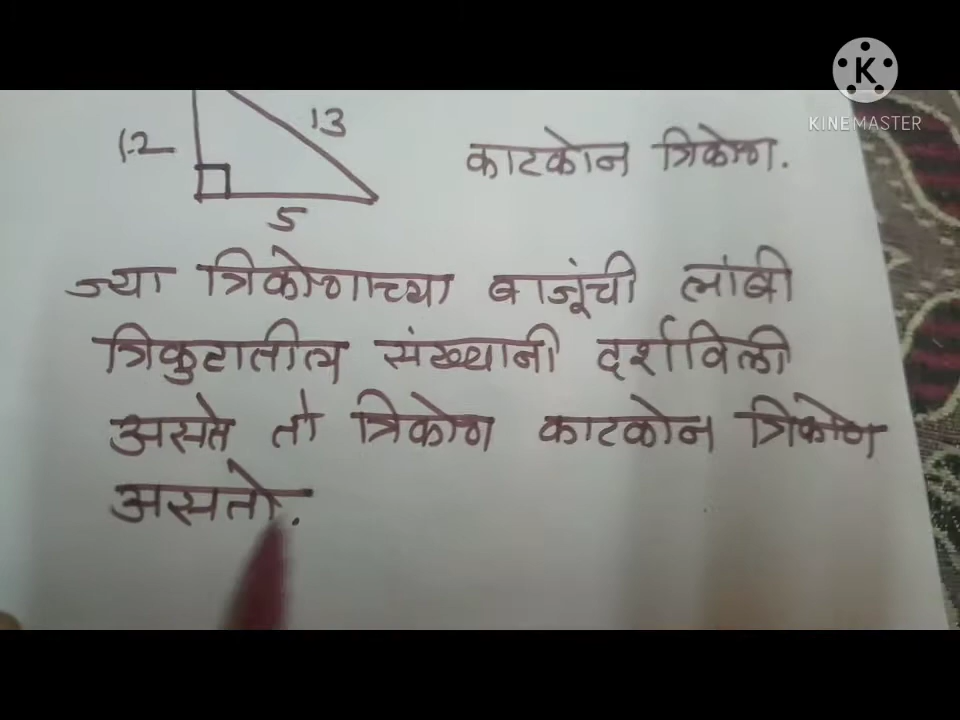 K
KINEMASTER
12
13
5
काटकोन त्रिकोण.
ज्या त्रिकोणाच्या बाजूंची लांबी
त्रिकुटातील संख्यानी दर्शविली
असते तो त्रिकोण काटकोन त्रिकोण
असतो.